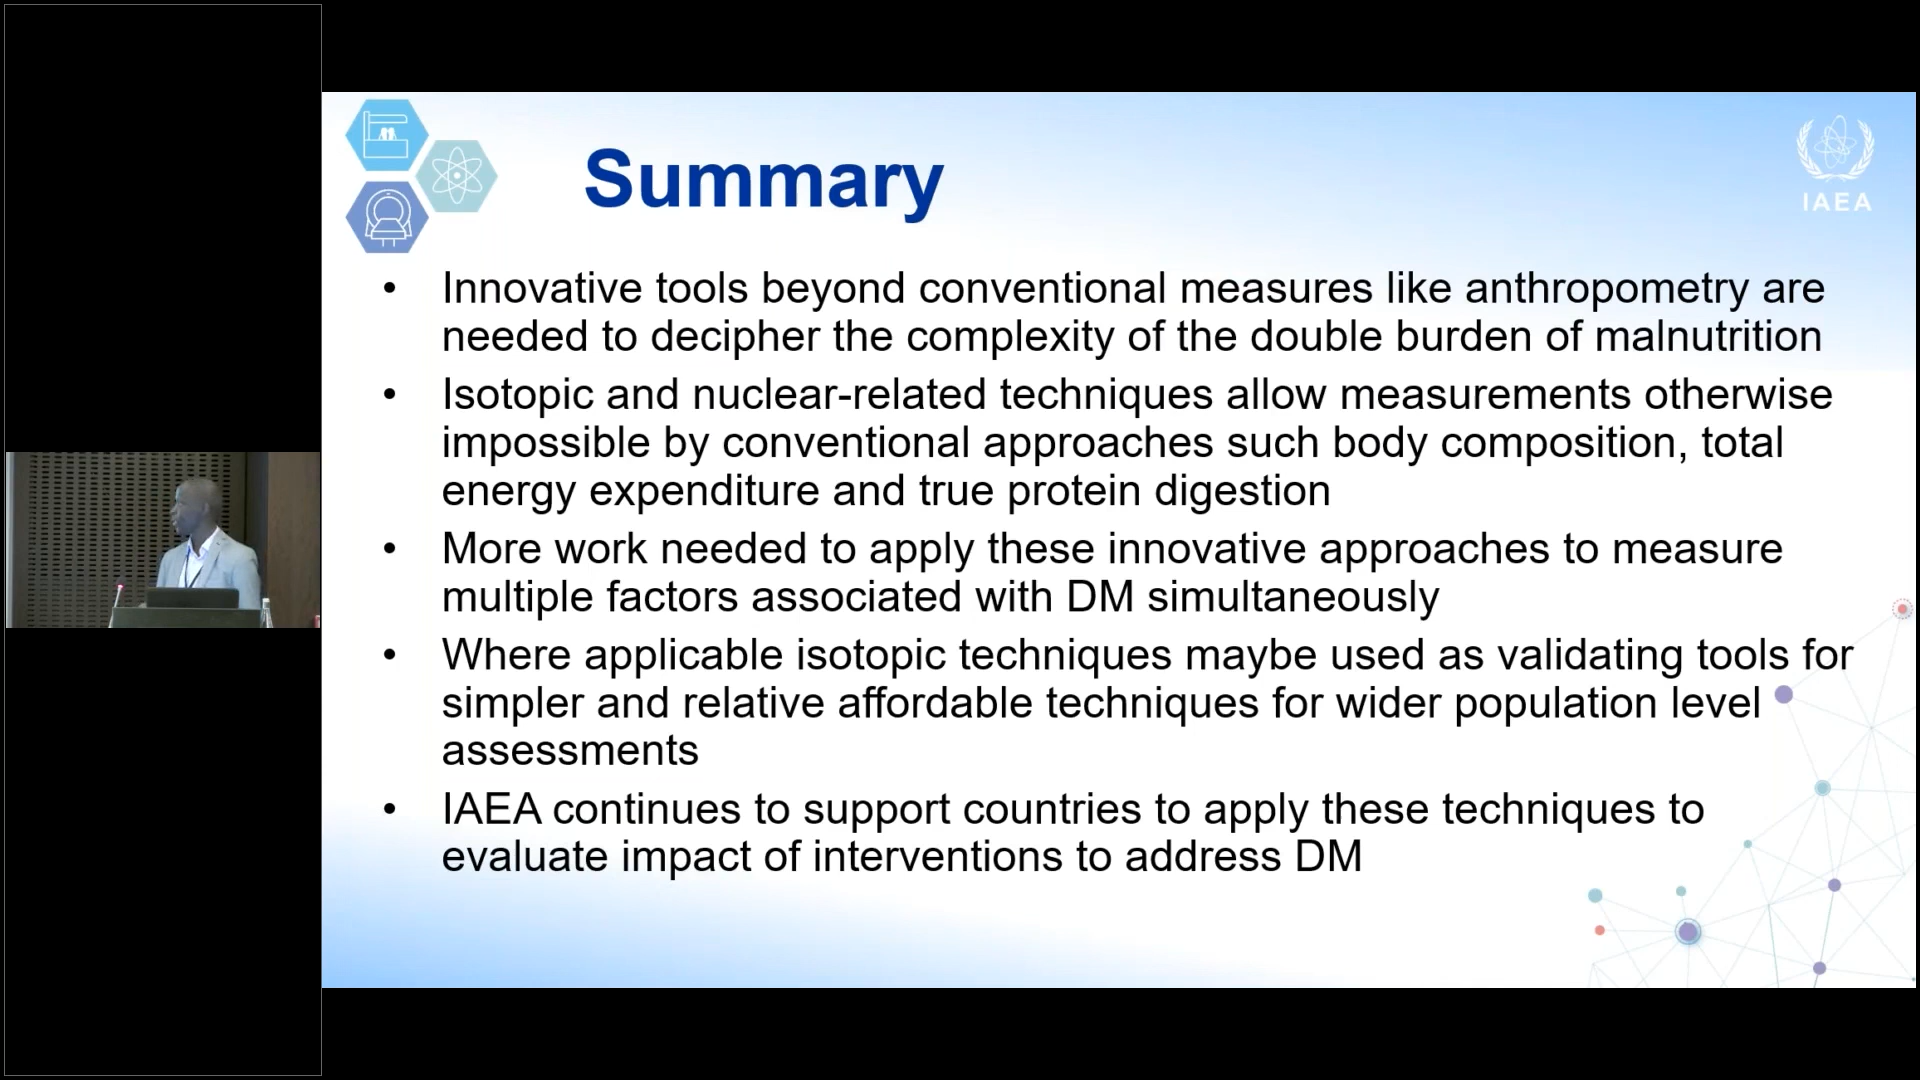 Summary
IAEA
• Innovative tools beyond conventional measures like anthropometry are
needed to decipher the complexity of the double burden of malnutrition
• Isotopic and nuclear-related techniques allow measurements otherwise
impossible by conventional approaches such body composition, total
energy expenditure and true protein digestion
• More work needed to apply these innovative approaches to measure
multiple factors associated with DM simultaneously
• Where applicable isotopic techniques maybe used as validating tools for
simpler and relative affordable techniques for wider population level
assessments
• IAEA continues to support countries to apply these techniques to
evaluate impact of interventions to address DM